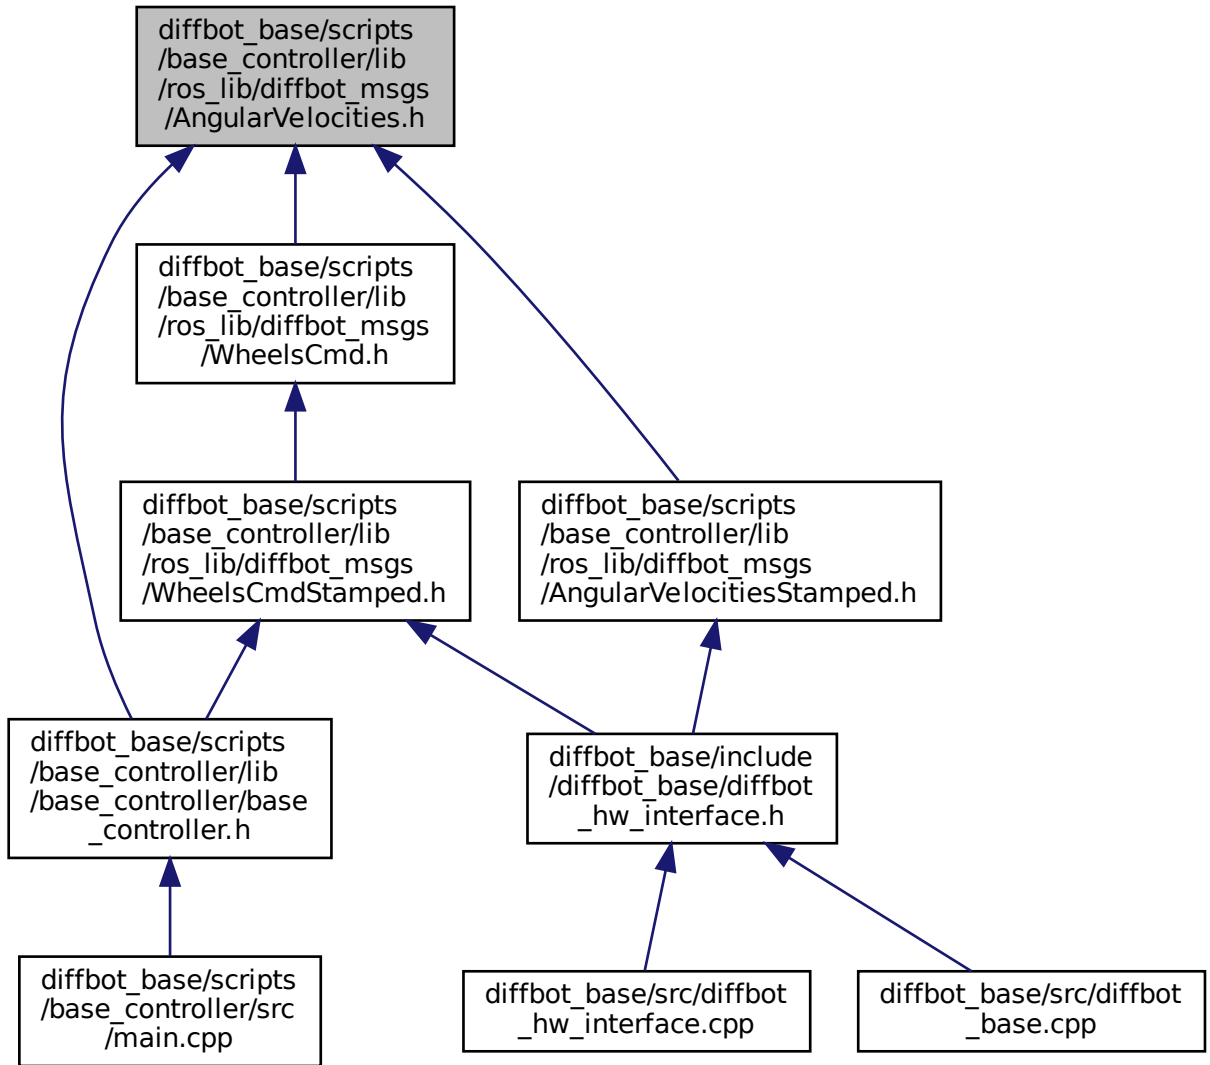 diffbot_base/scripts
/base_controller/lib
/ros_lib/diffbot_msgs
/AngularVelocities.h
diffbot_base/scripts
/base_controller/lib
/ros_lib/diffbot_msgs
/WheelsCmd.h
diffbot_base/scripts
/base_controller/lib
/ros_lib/diffbot_msgs
/WheelsCmdStamped.h
diffbot_base/scripts
/base_controller/lib
/ros_lib/diffbot_msgs
/AngularVelocitiesStamped.h
diffbot_base/scripts
/base_controller/lib
/base_controller/base
_controller.h
diffbot_base/include
/diffbot_base/diffbot
_hw_interface.h
diffbot_base/scripts
/base_controller/src
/main.cpp
diffbot_base/src/diffbot
_hw_interface.cpp
diffbot_base/src/diffbot
_base.cpp